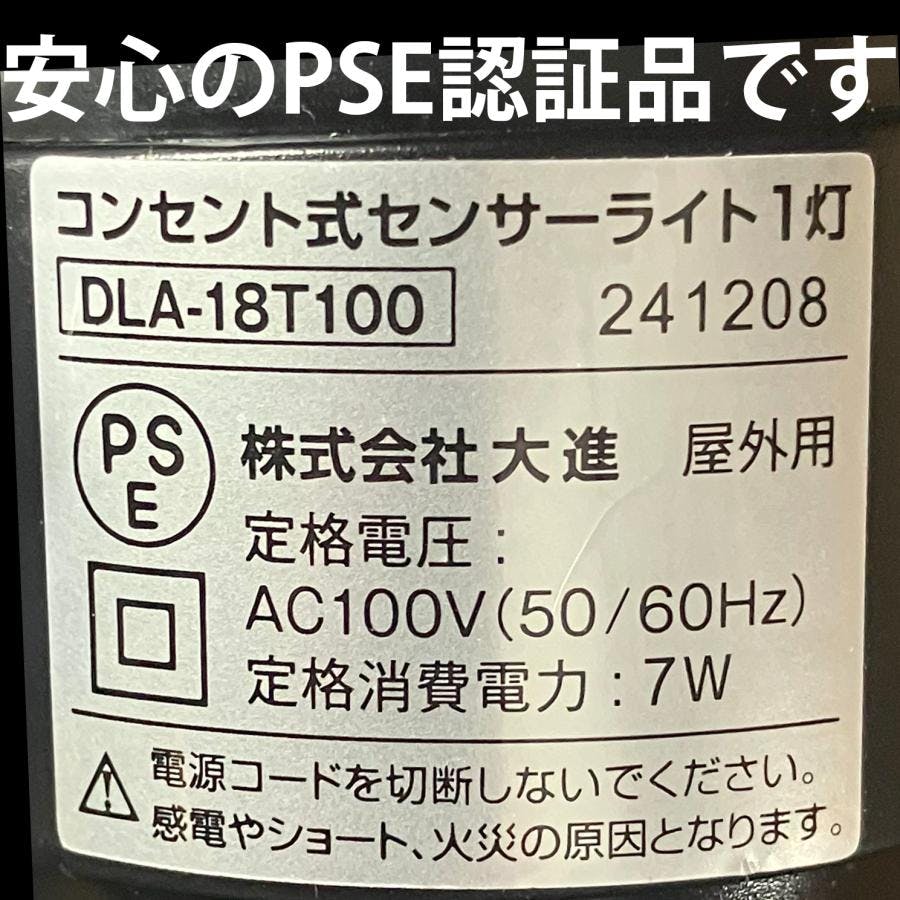 安心のPSE認証品です
コンセント式センサーライト1灯
DLA-18T100 241208
PS
E
株式会社大進 屋外用
定格電圧:
AC100V(50/60Hz)
定格消費電力:7W
電源コードを切断しないでください。
感電やショート、火災の原因となります。